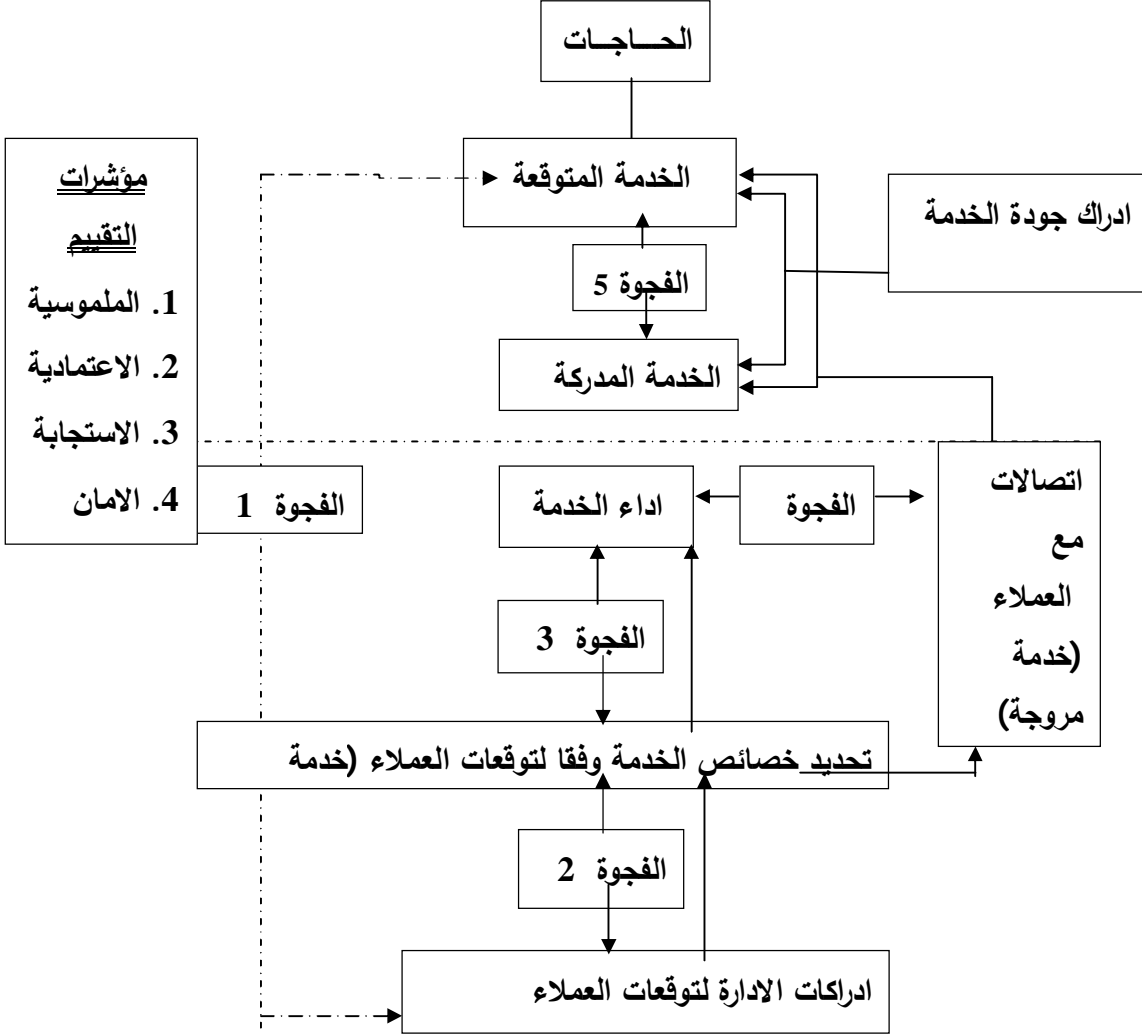 الحـــاجـــات
مؤشرات
التقييم
1. الملموسية
2. الاعتمادية
3. الاستجابة
4. الامان
الخدمة المتوقعة
ادراك جودة الخدمة
الفجوة 5
الخدمة المدركة
الفجوة 1
اداء الخدمة
الفجوة
اتصالات
مع
العملاء
(خدمة
مروجة)
الفجوة 3
تحديد خصائص الخدمة وفقا لتوقعات العملاء (خدمة
الفجوة 2
ادراكات الادارة لتوقعات العملاء